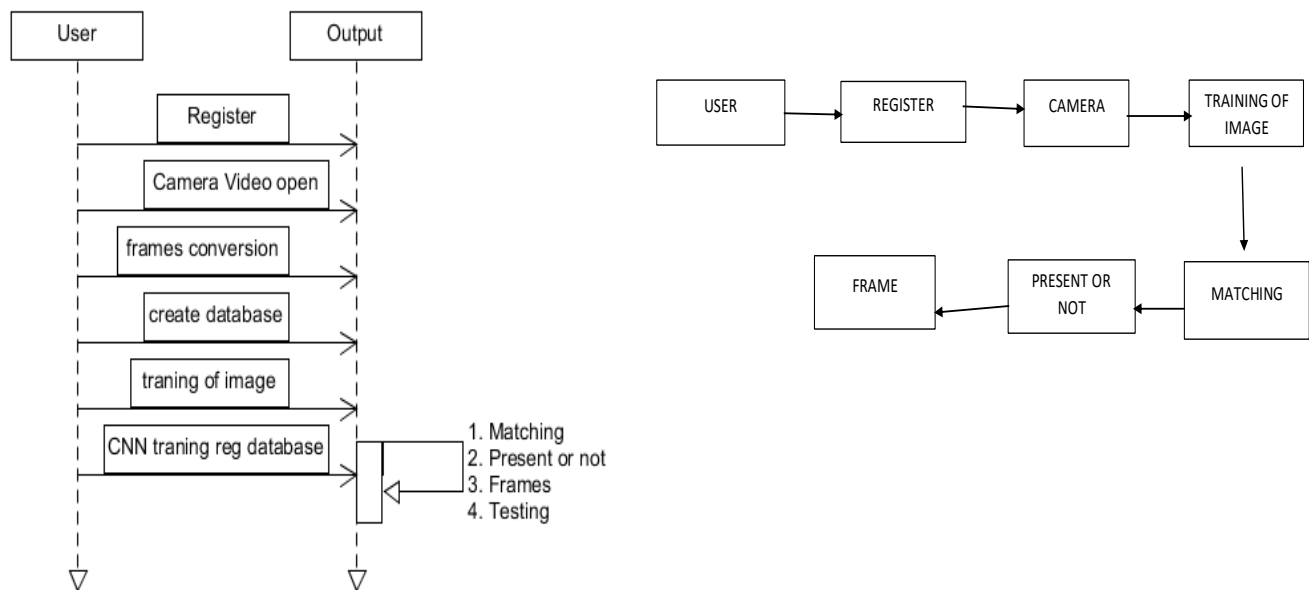 User
Output
Register
Camera Video open
frames conversion
create database
traning of image
CNN traning reg database
1. Matching
2. Present or not
3. Frames
4. Testing
USER
REGISTER
CAMERA
TRAINING OF
IMAGE
FRAME
PRESENT OR
NOT
MATCHING